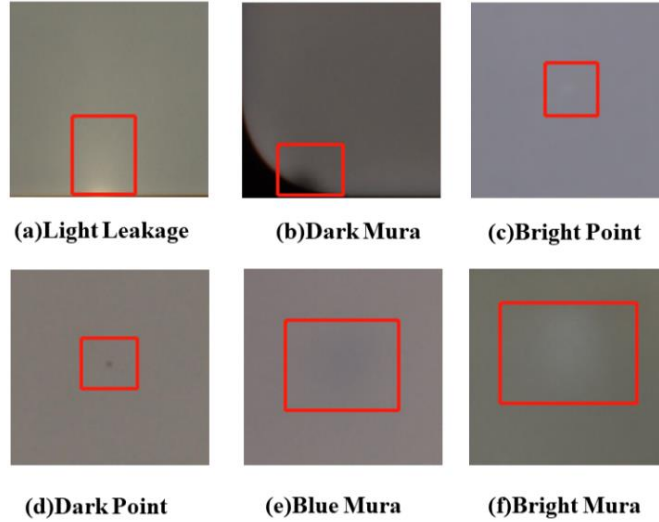 (a)Light Leakage
(b)Dark Mura
(c)Bright Point
(d)Dark Point
(e)Blue Mura
(f)Bright Mura